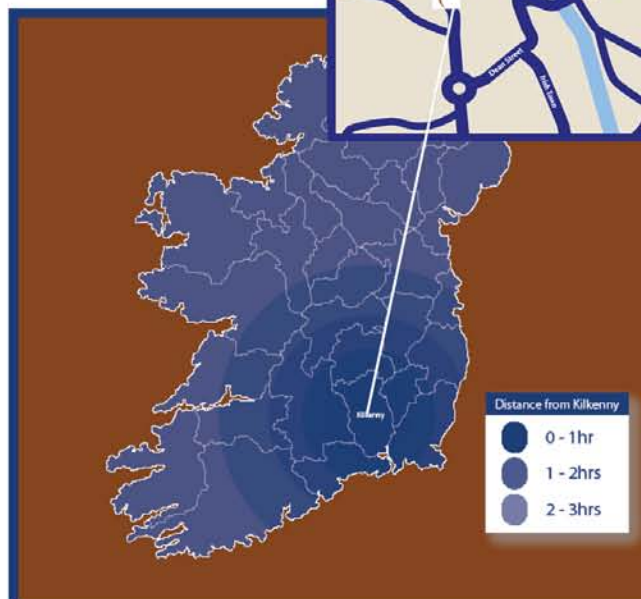 Dean Street
Irish Town
Kilkenny
Distance from Kilkenny
0 - 1hr
1 - 2hrs
2 - 3hrs